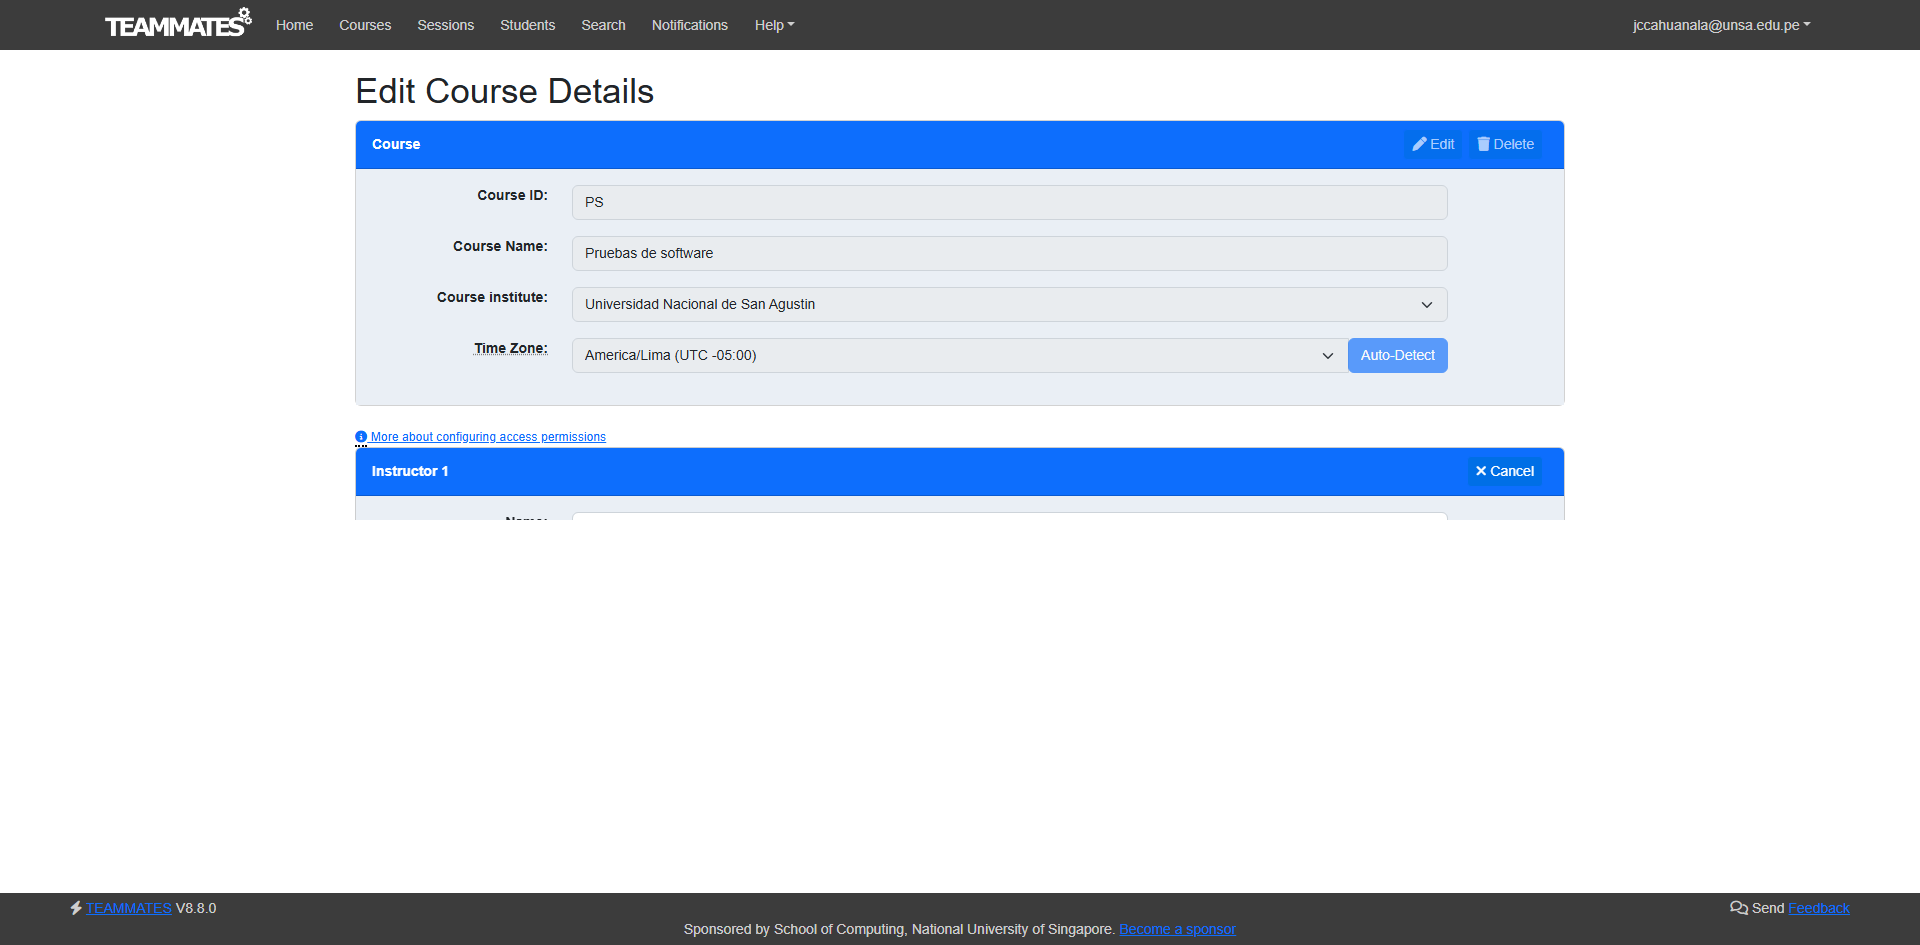 TEAMMATES Home Courses Sessions Students Search Notifications Help jccahuanala@unsa.edu.pe
Edit Course Details
Course Edit Delete
Course ID: PS
Course Name: Pruebas de software
Course institute: Universidad Nacional de San Agustin
Time Zone: America/Lima (UTC -05:00) Auto-Detect
More about configuring access permissions
Instructor 1 Cancel
TEAMMATES V8.8.0 Send Feedback
Sponsored by School of Computing, National University of Singapore. Become a sponsor